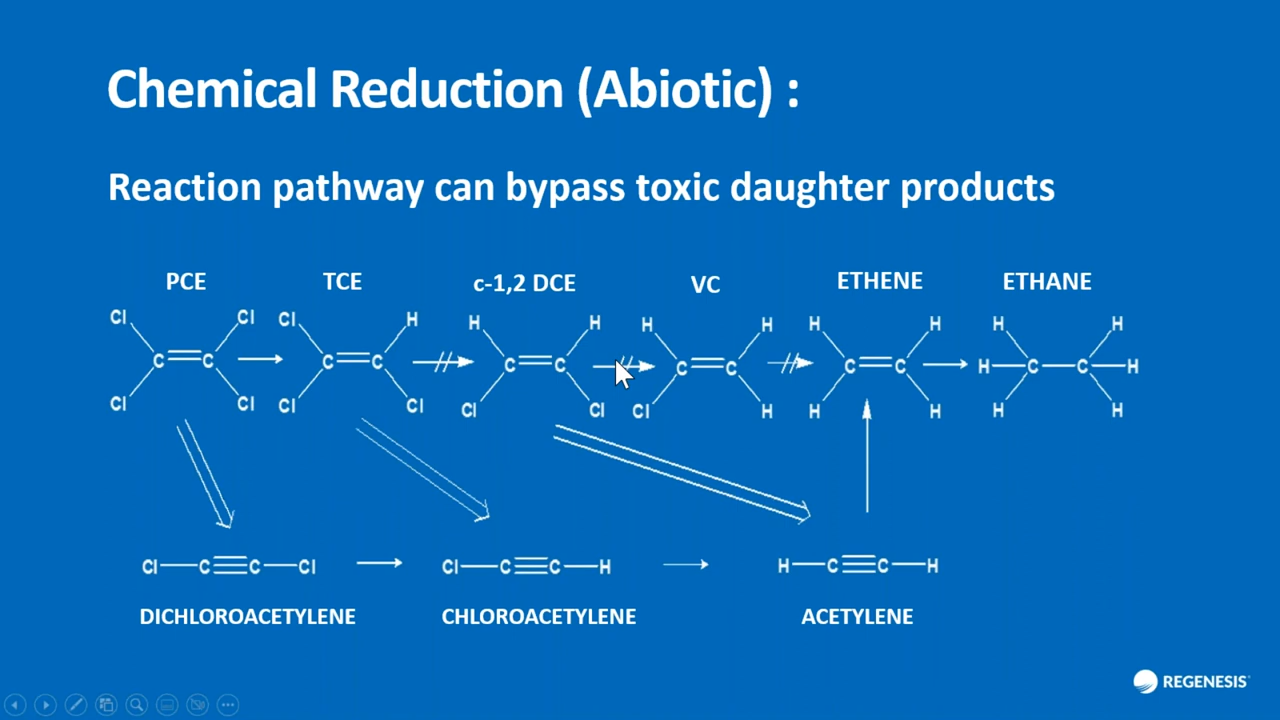 Chemical Reduction (Abiotic) :
Reaction pathway can bypass toxic daughter products
PCE TCE c-1,2 DCE VC ETHENE ETHANE
Cl Cl Cl H H H H H H H H H
C C C C C C C C C C H C C H
Cl Cl Cl Cl Cl Cl Cl H H H H H
Cl C C Cl Cl C C H H C C H
DICHLOROACETYLENE CHLOROACETYLENE ACETYLENE
REGENESIS